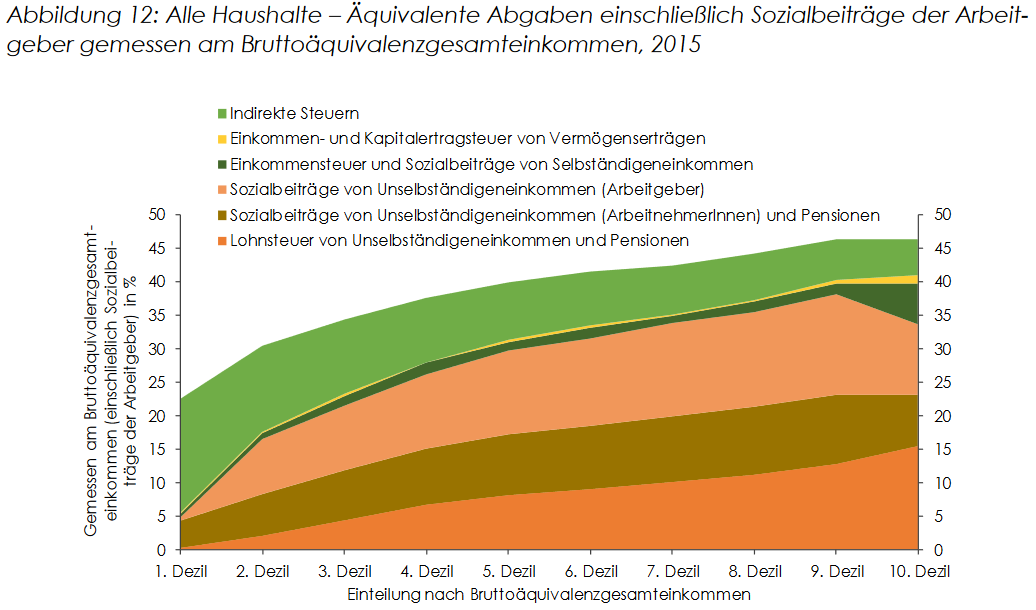 Abbildung 12: Alle Haushalte – Äquivalente Abgaben einschließlich Sozialbeiträge der Arbeit-
geber gemessen am Bruttoäquivalenzgesamteinkommen, 2015
Indirekte Steuern
Einkommen- und Kapitalertragsteuer von Vermögenserträgen
Einkommensteuer und Sozialbeiträge von Selbständigeneinkommen
Sozialbeiträge von Unselbständigeneinkommen (Arbeitgeber)
Sozialbeiträge von Unselbständigeneinkommen (ArbeitnehmerInnen) und Pensionen
Lohnsteuer von Unselbständigeneinkommen und Pensionen
Gemessen am Bruttoäquivalenzgesamt-
einkommen (einschließlich Sozialbei-
träge der Arbeitgeber) in %
50 50
45 45
40 40
35 35
30 30
25 25
20 20
15 15
10 10
5 5
0 0
1. Dezil 2. Dezil 3. Dezil 4. Dezil 5. Dezil 6. Dezil 7. Dezil 8. Dezil 9. Dezil 10. Dezil
Einteilung nach Bruttoäquivalenzgesamteinkommen